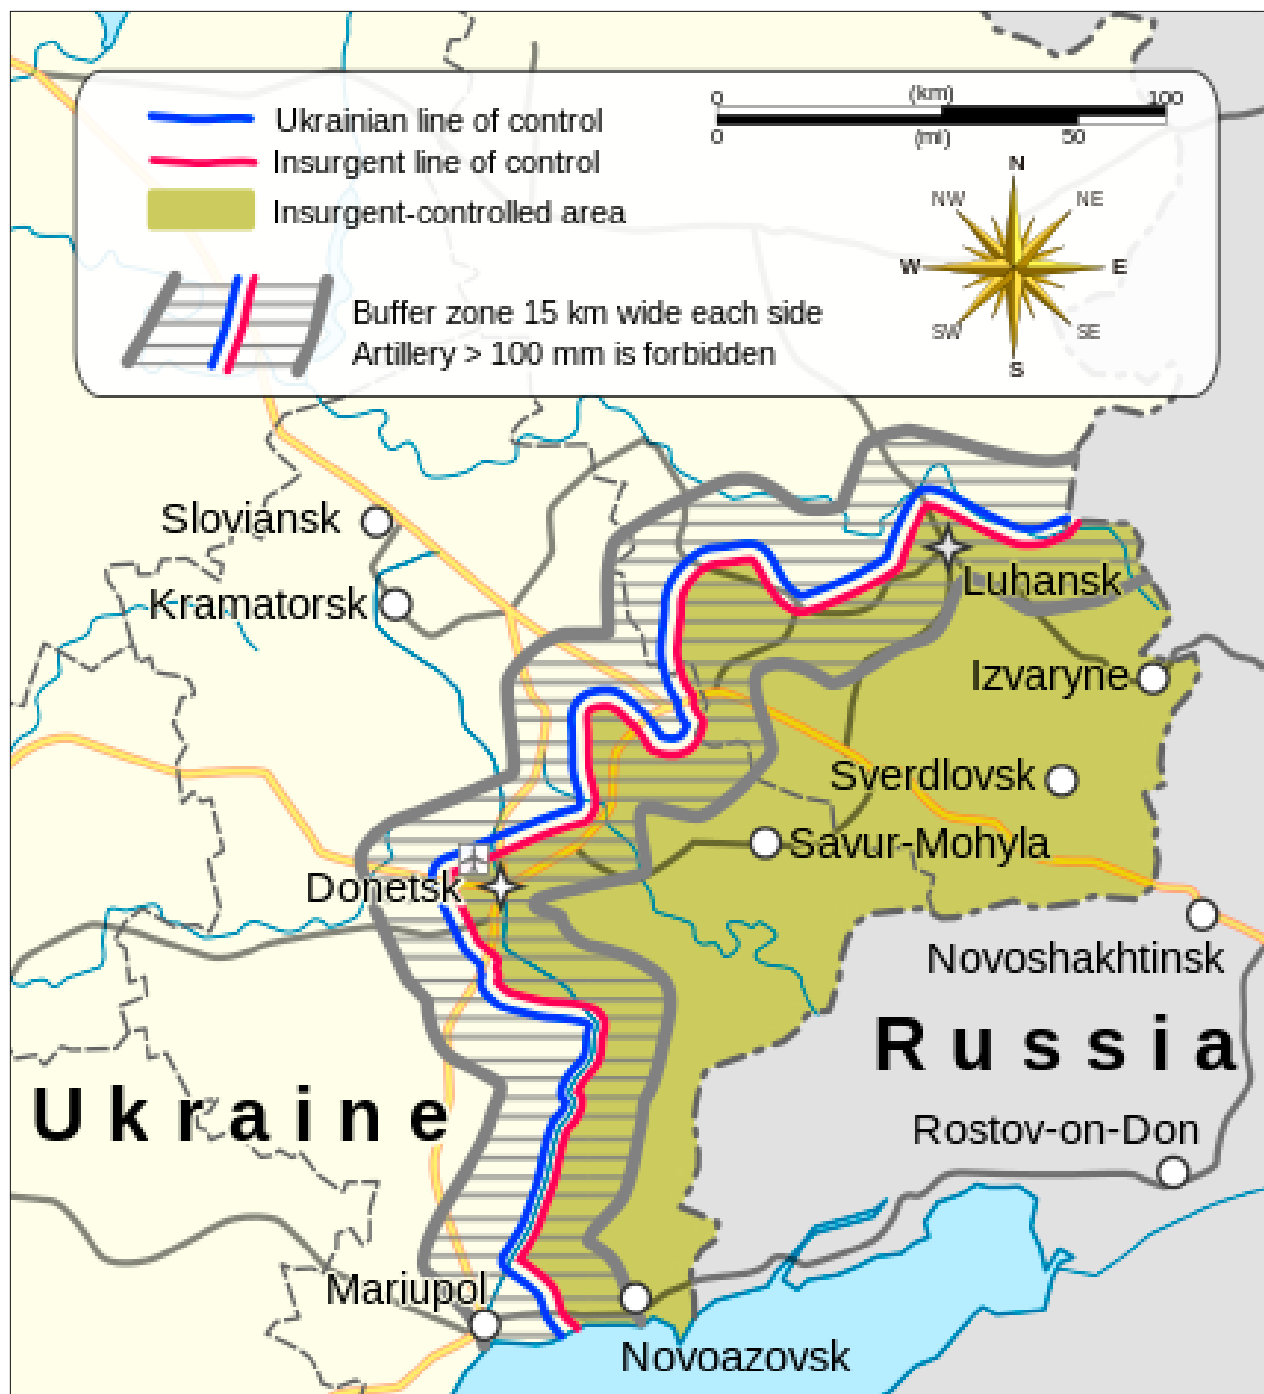 Ukrainian line of control
Insurgent line of control
Insurgent-controlled area
Buffer zone 15 km wide each side
Artillery > 100 mm is forbidden
0 (km) 100
0 (mi) 50
N
NW NE
W E
SW SE
S
Sloviansk
Kramatorsk
Luhansk
Izvaryne
Sverdlovsk
Savur-Mohyla
Donetsk
Novoshakhtinsk
Russia
Ukraine
Rostov-on-Don
Mariupol
Novoazovsk